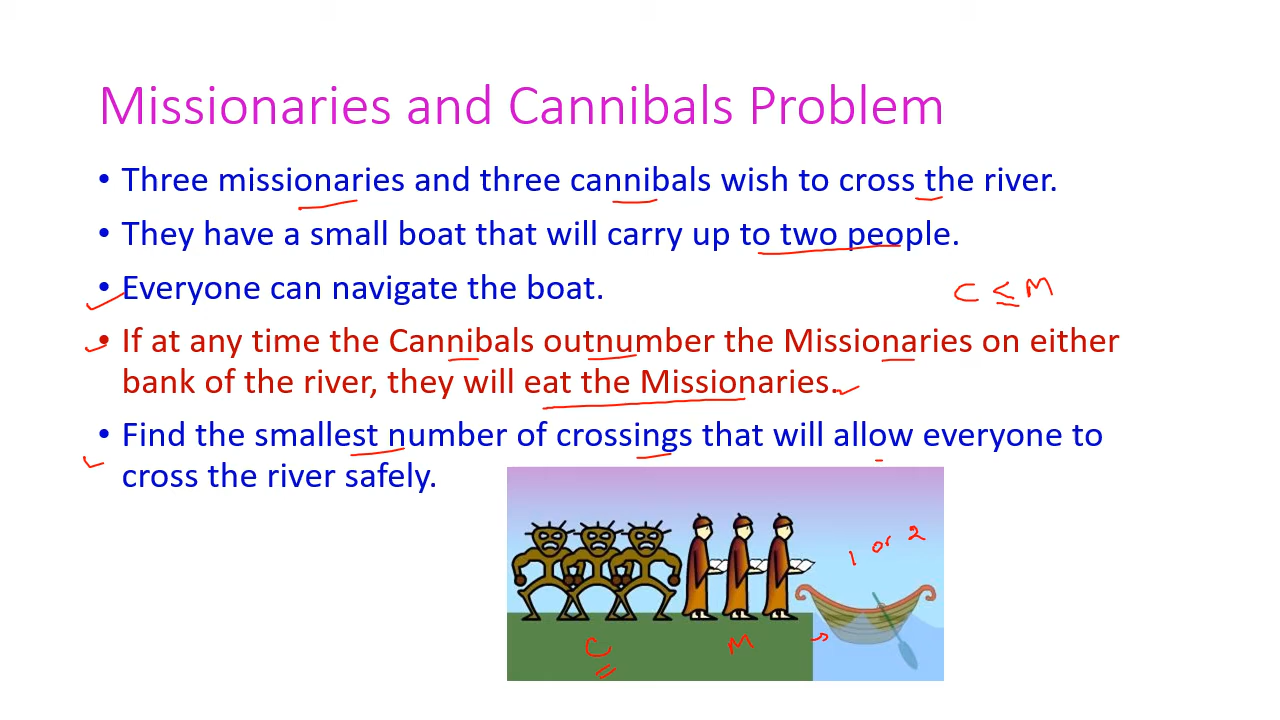 Missionaries and Cannibals Problem
• Three missionaries and three cannibals wish to cross the river.
• They have a small boat that will carry up to two people.
• Everyone can navigate the boat.
C ≤ M
• If at any time the Cannibals outnumber the Missionaries on either
bank of the river, they will eat the Missionaries.
• Find the smallest number of crossings that will allow everyone to
cross the river safely.
1 or 2
C M